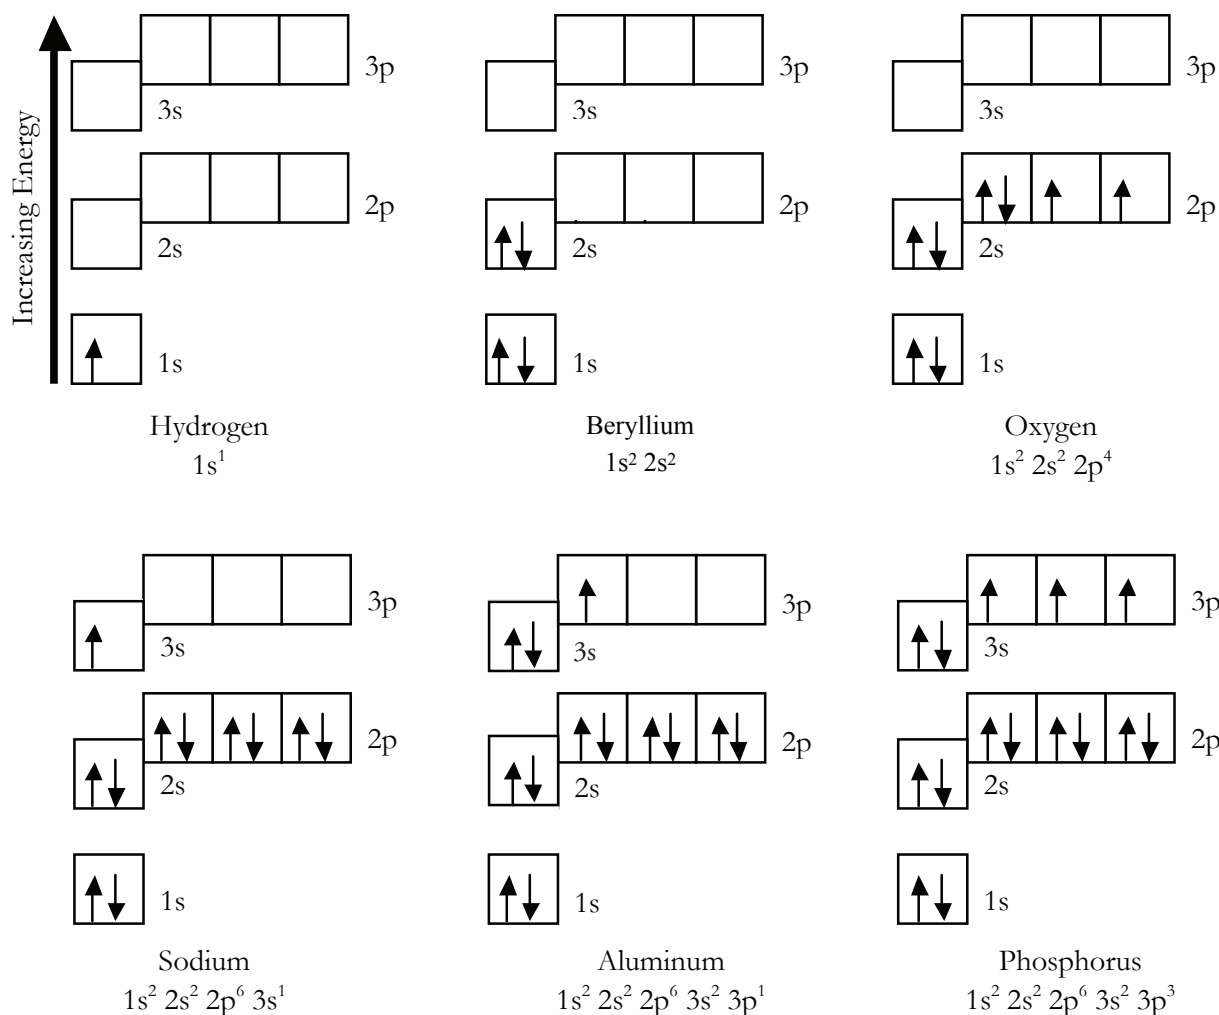 Increasing Energy
3p
3s
2p
2s
1s
Hydrogen
1s¹
3p
3s
2p
2s
1s
Beryllium
1s² 2s²
3p
3s
2p
2s
1s
Oxygen
1s² 2s² 2p⁴
3p
3s
2p
2s
1s
Sodium
1s² 2s² 2p⁶ 3s¹
3p
3s
2p
2s
1s
Aluminum
1s² 2s² 2p⁶ 3s² 3p¹
3p
3s
2p
2s
1s
Phosphorus
1s² 2s² 2p⁶ 3s² 3p³